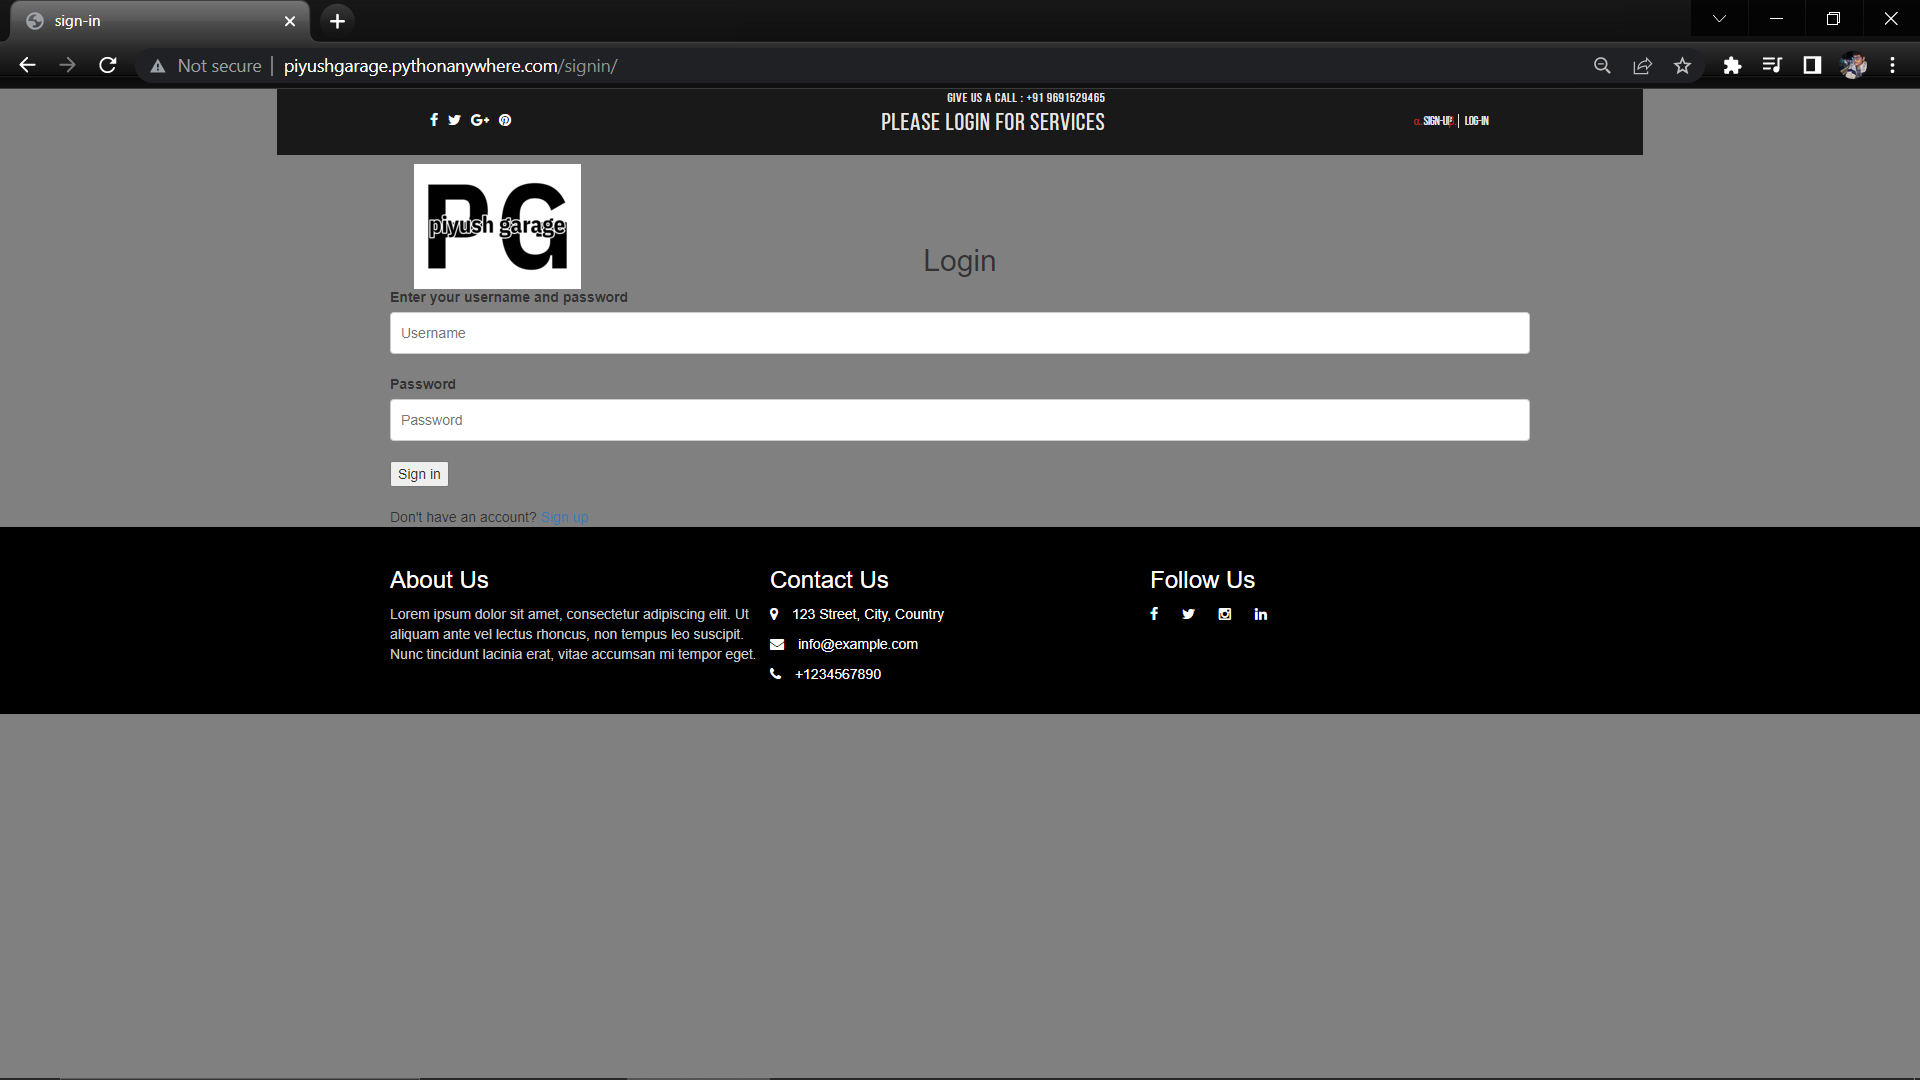 sign-in
Not secure | piyushgarage.pythonanywhere.com/signin/
GIVE US A CALL : +91 9691529465
PLEASE LOGIN FOR SERVICES
SIGN-UP | LOG-IN
PG
piyush garage
Login
Enter your username and password
Username
Password
Password
Sign in
Don't have an account? Sign up
About Us
Lorem ipsum dolor sit amet, consectetur adipiscing elit. Ut
aliquam ante vel lectus rhoncus, non tempus leo suscipit.
Nunc tincidunt lacinia erat, vitae accumsan mi tempor eget.
Contact Us
123 Street, City, Country
info@example.com
+1234567890
Follow Us